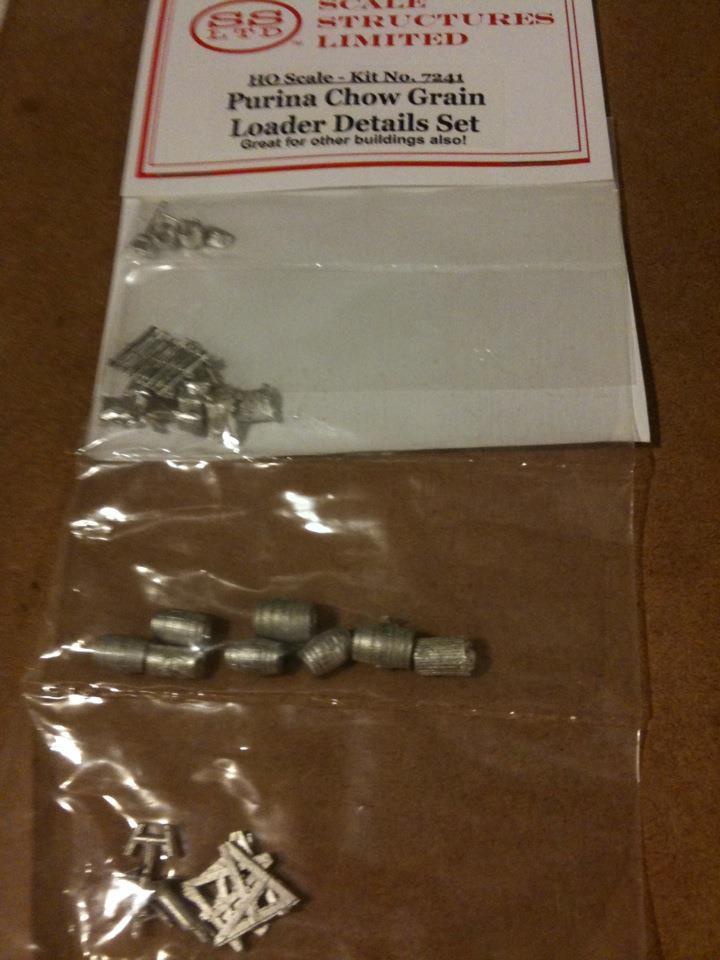 SS
LTD
™
SCALE
STRUCTURES
LIMITED
HO Scale - Kit No. 7241
Purina Chow Grain
Loader Details Set
Great for other buildings also!